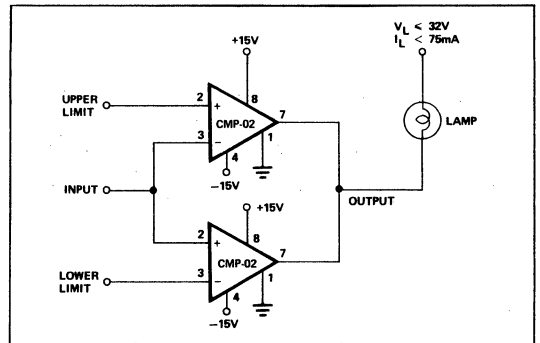 +15V
V_L ≤ 32V
I_L < 75mA
UPPER
LIMIT
2
+
8
7
CMP-02
LAMP
3
−
4
1
−15V
INPUT
OUTPUT
+15V
2
+
8
7
CMP-02
LOWER
LIMIT
3
−
4
1
−15V